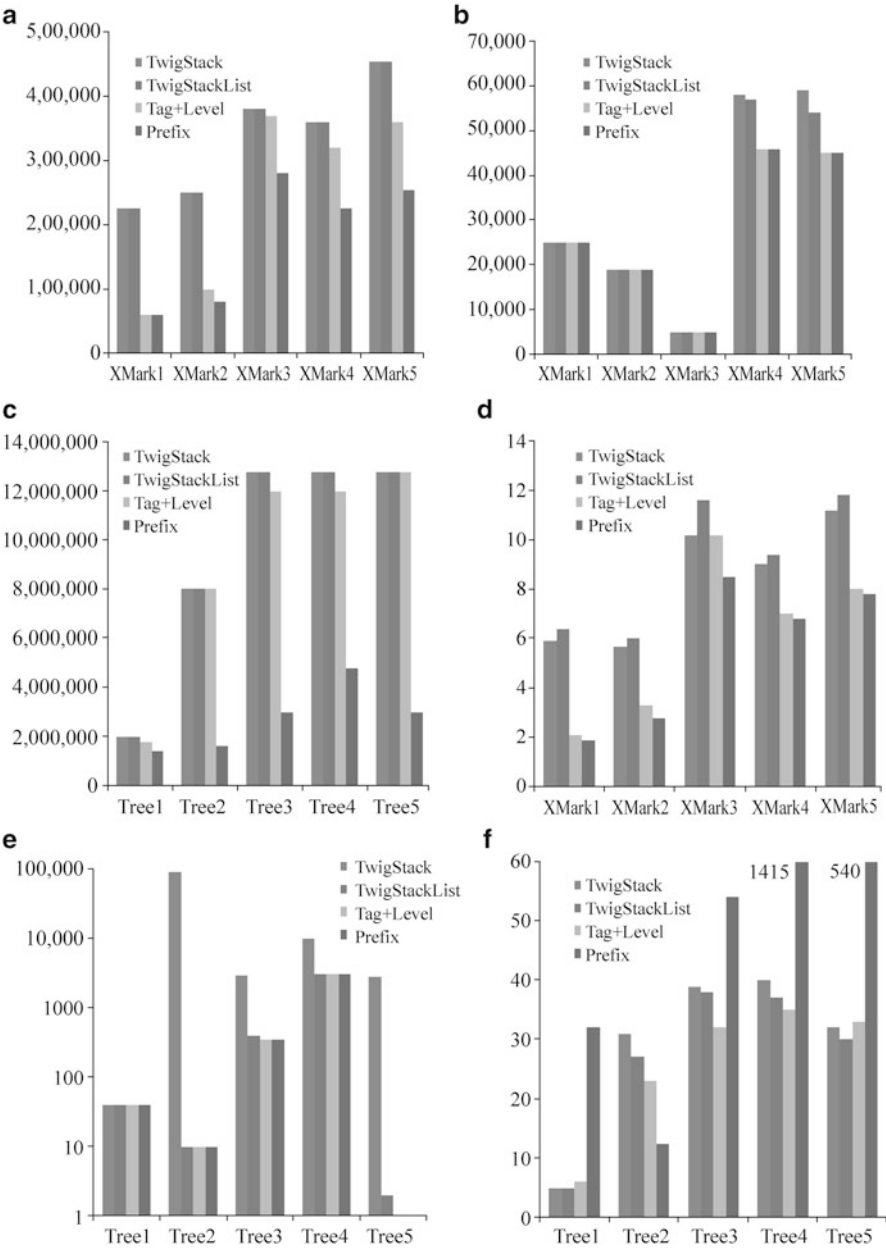 a
5,00,000
4,00,000
3,00,000
2,00,000
1,00,000
0
TwigStack
TwigStackList
Tag+Level
Prefix
XMark1 XMark2 XMark3 XMark4 XMark5
b
70,000
60,000
50,000
40,000
30,000
20,000
10,000
0
TwigStack
TwigStackList
Tag+Level
Prefix
XMark1 XMark2 XMark3 XMark4 XMark5
c
14,000,000
12,000,000
10,000,000
8,000,000
6,000,000
4,000,000
2,000,000
0
TwigStack
TwigStackList
Tag+Level
Prefix
Tree1 Tree2 Tree3 Tree4 Tree5
d
14
12
10
8
6
4
2
0
TwigStack
TwigStackList
Tag+Level
Prefix
XMark1 XMark2 XMark3 XMark4 XMark5
e
100,000
10,000
1000
100
10
1
TwigStack
TwigStackList
Tag+Level
Prefix
Tree1 Tree2 Tree3 Tree4 Tree5
f
60
50
40
30
20
10
0
TwigStack
TwigStackList
Tag+Level
Prefix
1415 540
Tree1 Tree2 Tree3 Tree4 Tree5